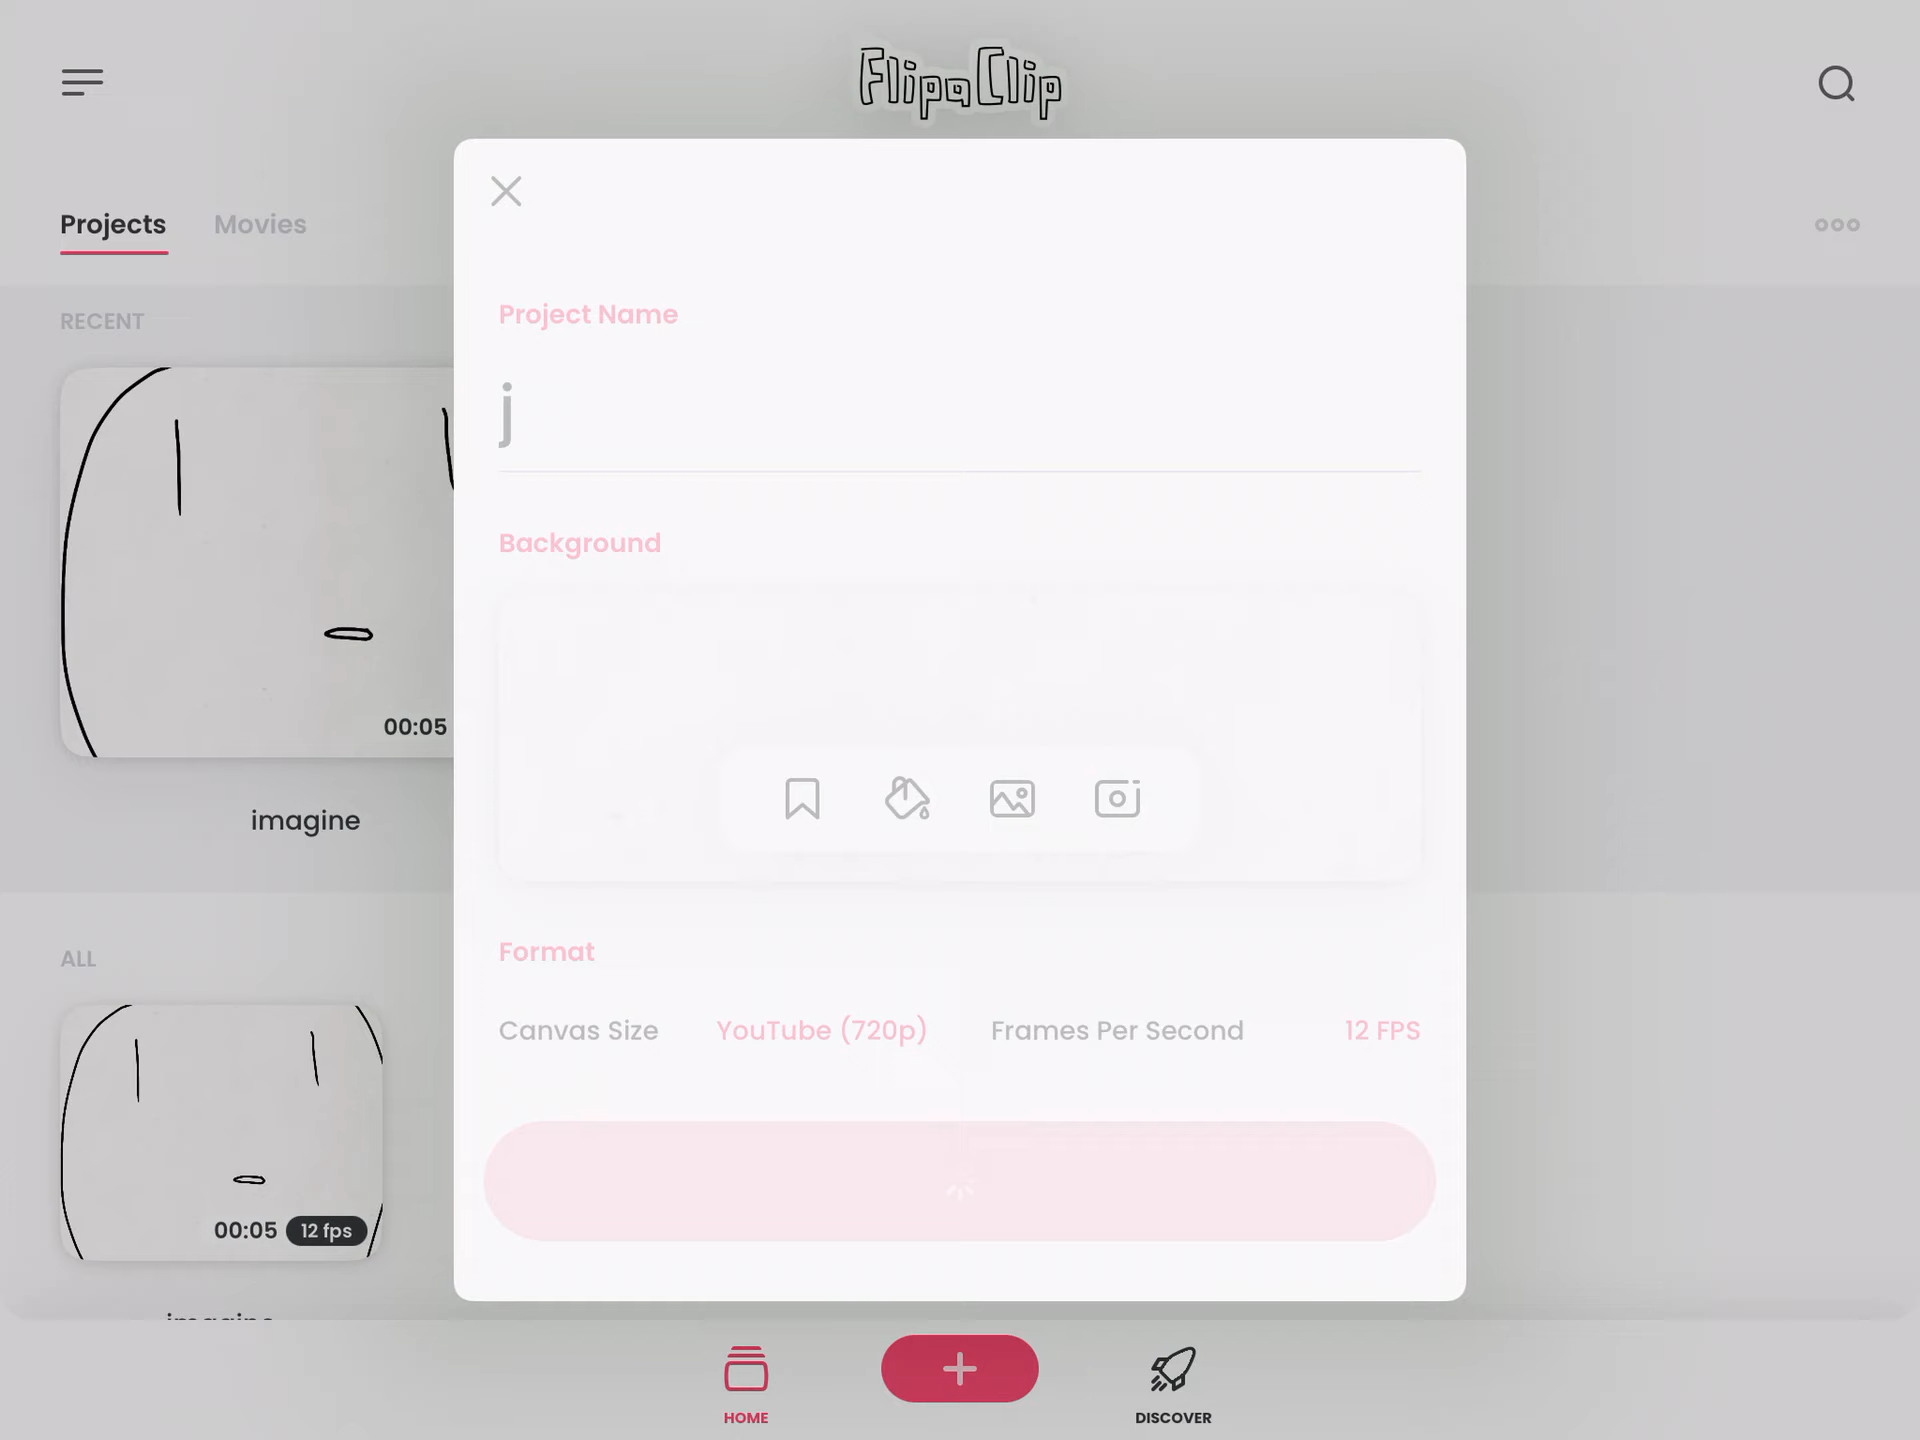 FlipaClip
Projects
Movies
RECENT
00:05
imagine
ALL
00:05
12 fps
imagine
Project Name
j
Background
Format
Canvas Size
YouTube (720p)
Frames Per Second
12 FPS
HOME
DISCOVER